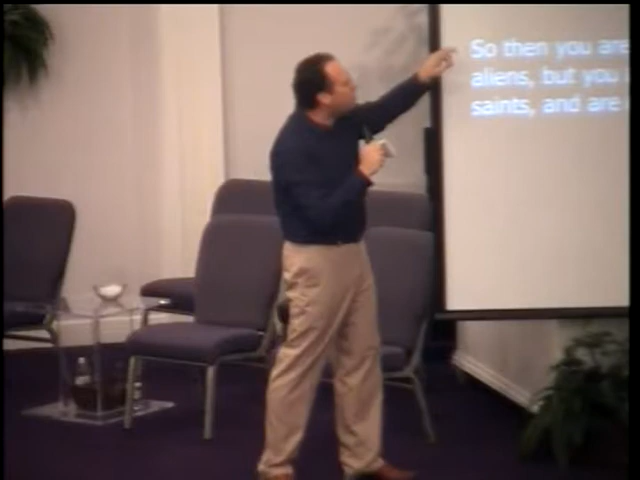 So then you are
aliens, but you
saints, and are